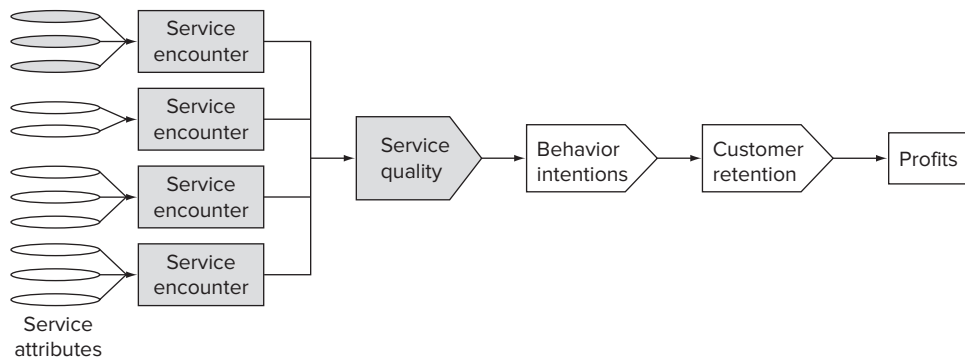 Service
encounter
Service
encounter
Service
encounter
Service
encounter
Service
attributes
Service
quality
Behavior
intentions
Customer
retention
Profits